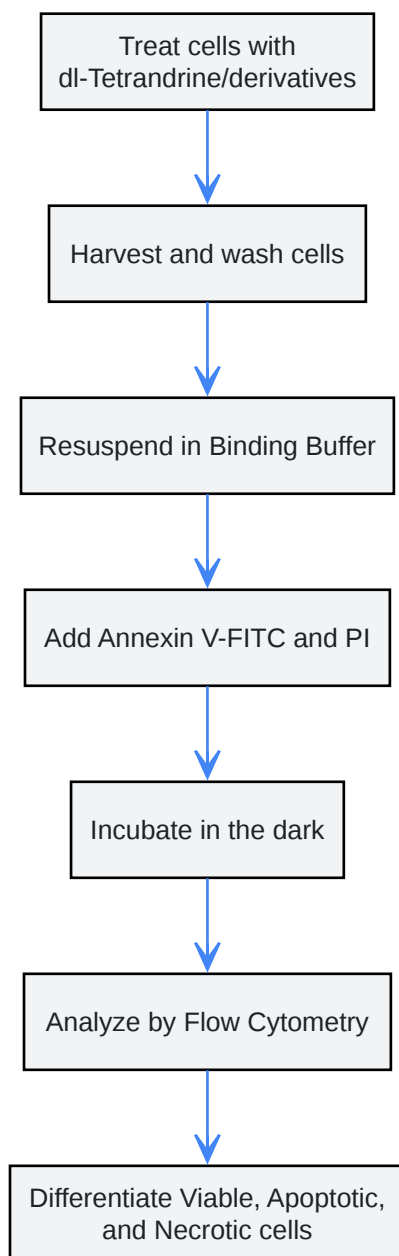 Treat cells with
dl-Tetrandrine/derivatives
Harvest and wash cells
Resuspend in Binding Buffer
Add Annexin V-FITC and PI
Incubate in the dark
Analyze by Flow Cytometry
Differentiate Viable, Apoptotic,
and Necrotic cells